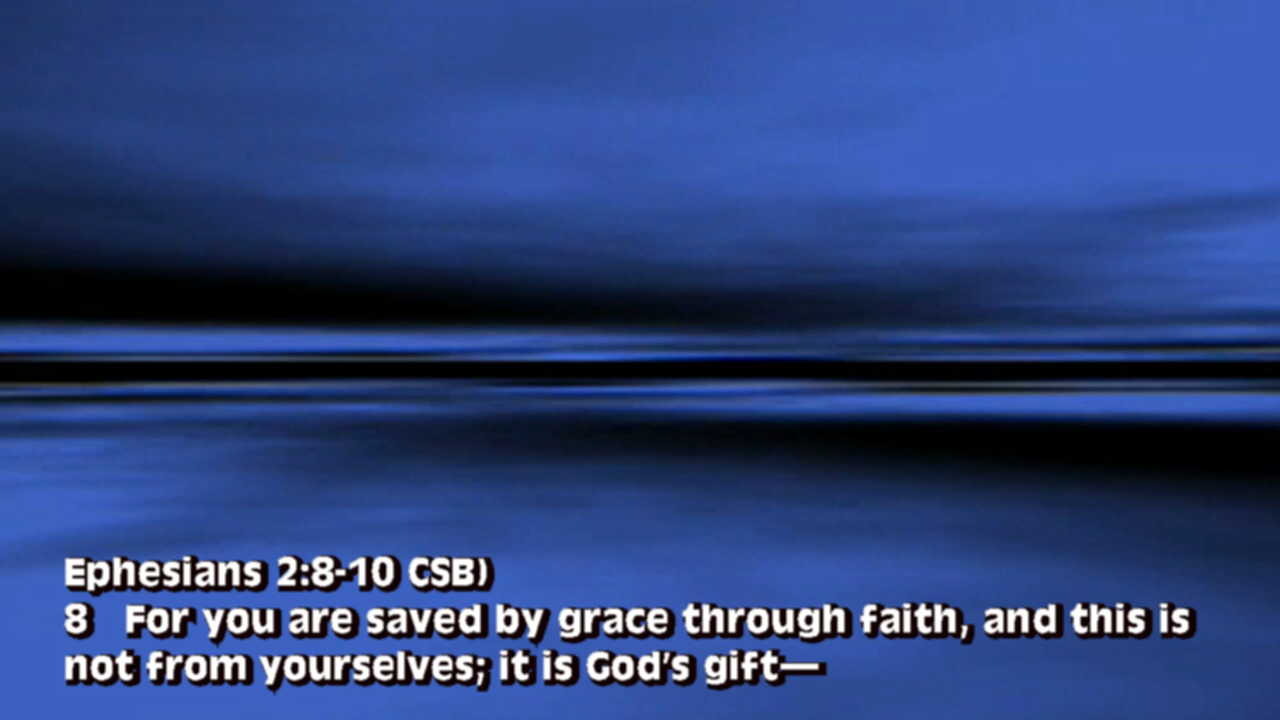 Ephesians 2:8-10 CSB)
8 For you are saved by grace through faith, and this is
not from yourselves; it is God's gift—